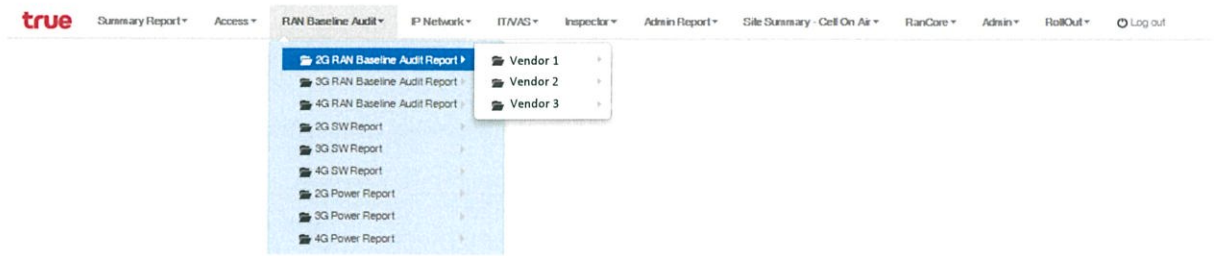 true Summary Report Access RAN Baseline Audit IP Network IT/VAS Inspector Admin Report Site Summary - Cell On Air RanCore Admin RollOut Log out
2G RAN Baseline Audit Report Vendor 1
3G RAN Baseline Audit Report Vendor 2
4G RAN Baseline Audit Report Vendor 3
2G SW Report
3G SW Report
4G SW Report
2G Power Report
3G Power Report
4G Power Report